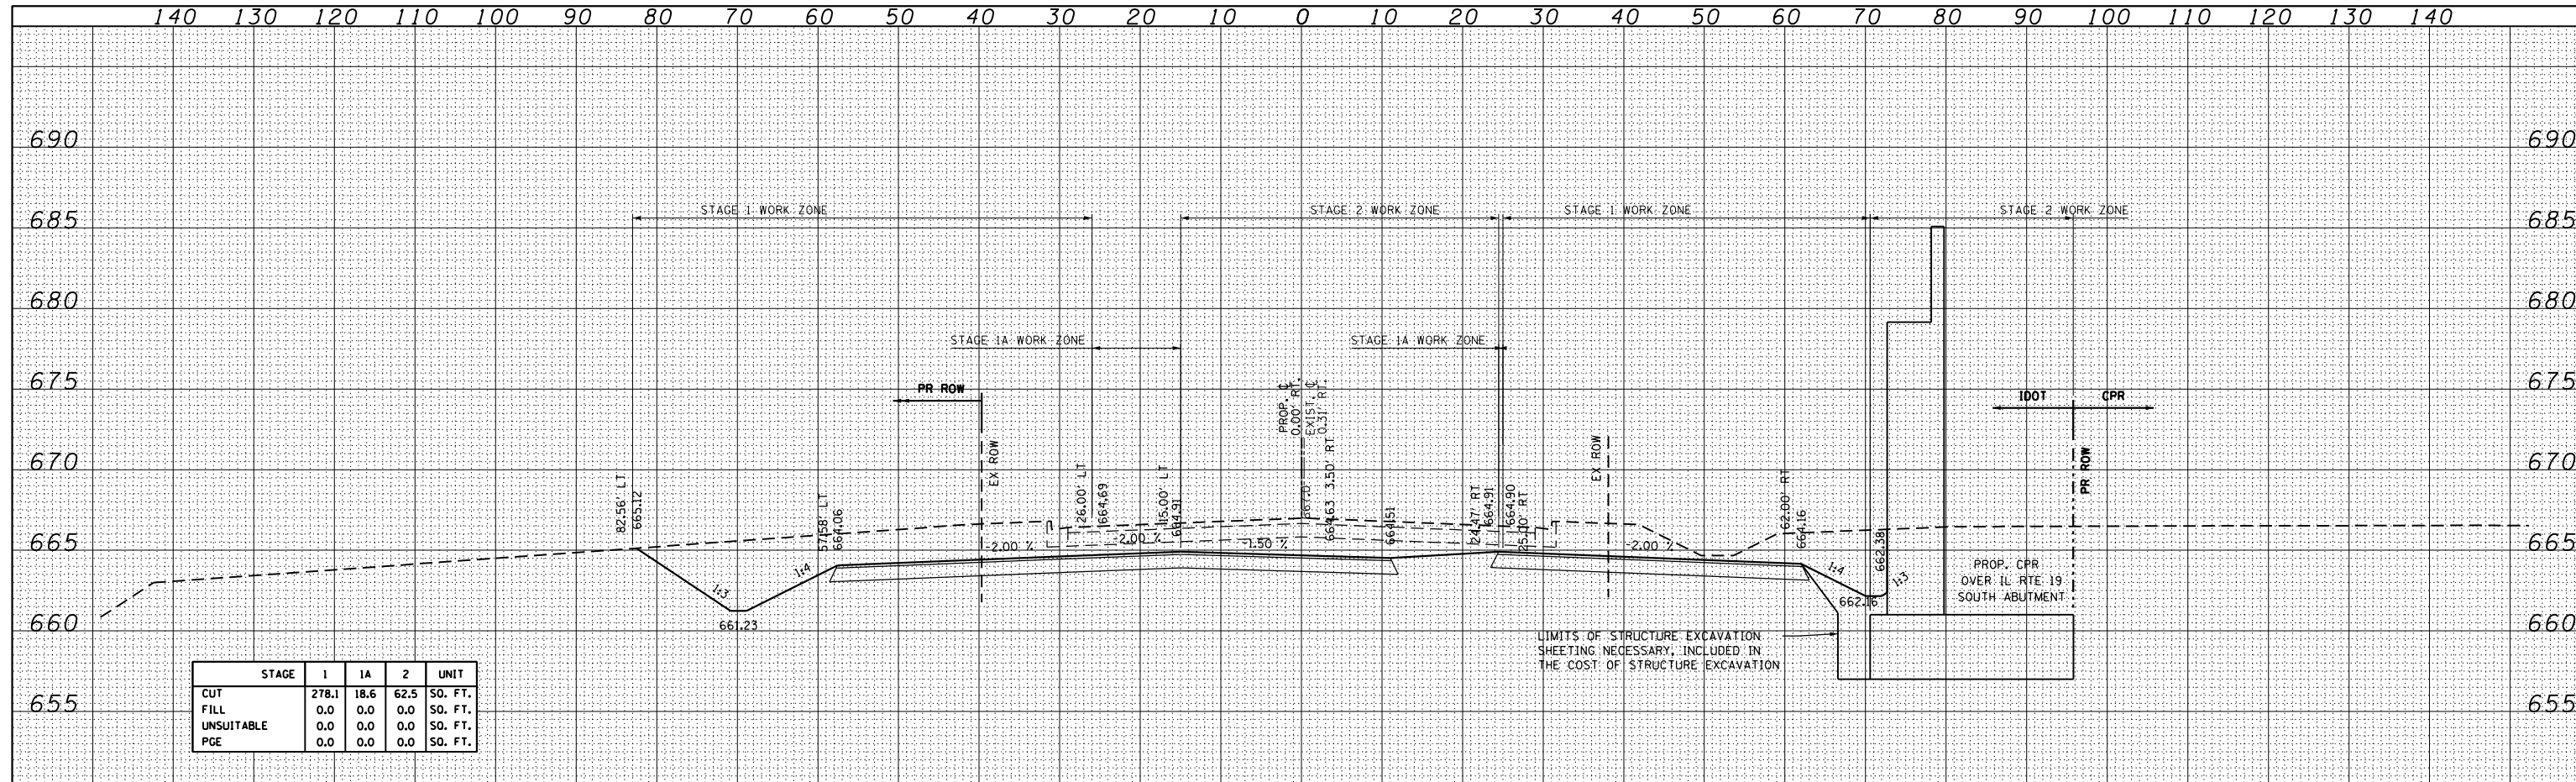 140 130 120 110 100 90 80 70 60 50 40 30 20 10 0 10 20 30 40 50 60 70 80 90 100 110 120 130 140
690 690
685 685
680 680
675 675
670 670
665 665
660 660
655 655
STAGE 1 WORK ZONE
STAGE 2 WORK ZONE
STAGE 1 WORK ZONE
STAGE 2 WORK ZONE
STAGE 1A WORK ZONE
STAGE 1A WORK ZONE
PR ROW
EX ROW
PROP. ℄
0.00' RT.
EXIST. ℄
0.31' RT.
EX ROW
IDOT CPR
PR ROW
82.56' LT
665.12
57.58' LT
664.06
26.00' LT
664.69
15.00' LT
664.91
664.63 3.50' RT
664.51
24.47' RT
664.91
664.90
25.00' RT
62.00' RT
664.16
662.38
1:3
661.23
1:4
-2.00 %
-2.00 %
-1.50 %
-2.00 %
1:4
662.16
1:3
PROP. CPR
OVER IL RTE 19
SOUTH ABUTMENT
LIMITS OF STRUCTURE EXCAVATION
SHEETING NECESSARY, INCLUDED IN
THE COST OF STRUCTURE EXCAVATION
STAGE 1 1A 2 UNIT
CUT 278.1 18.6 62.5 SQ. FT.
FILL 0.0 0.0 0.0 SQ. FT.
UNSUITABLE 0.0 0.0 0.0 SQ. FT.
PGE 0.0 0.0 0.0 SQ. FT.